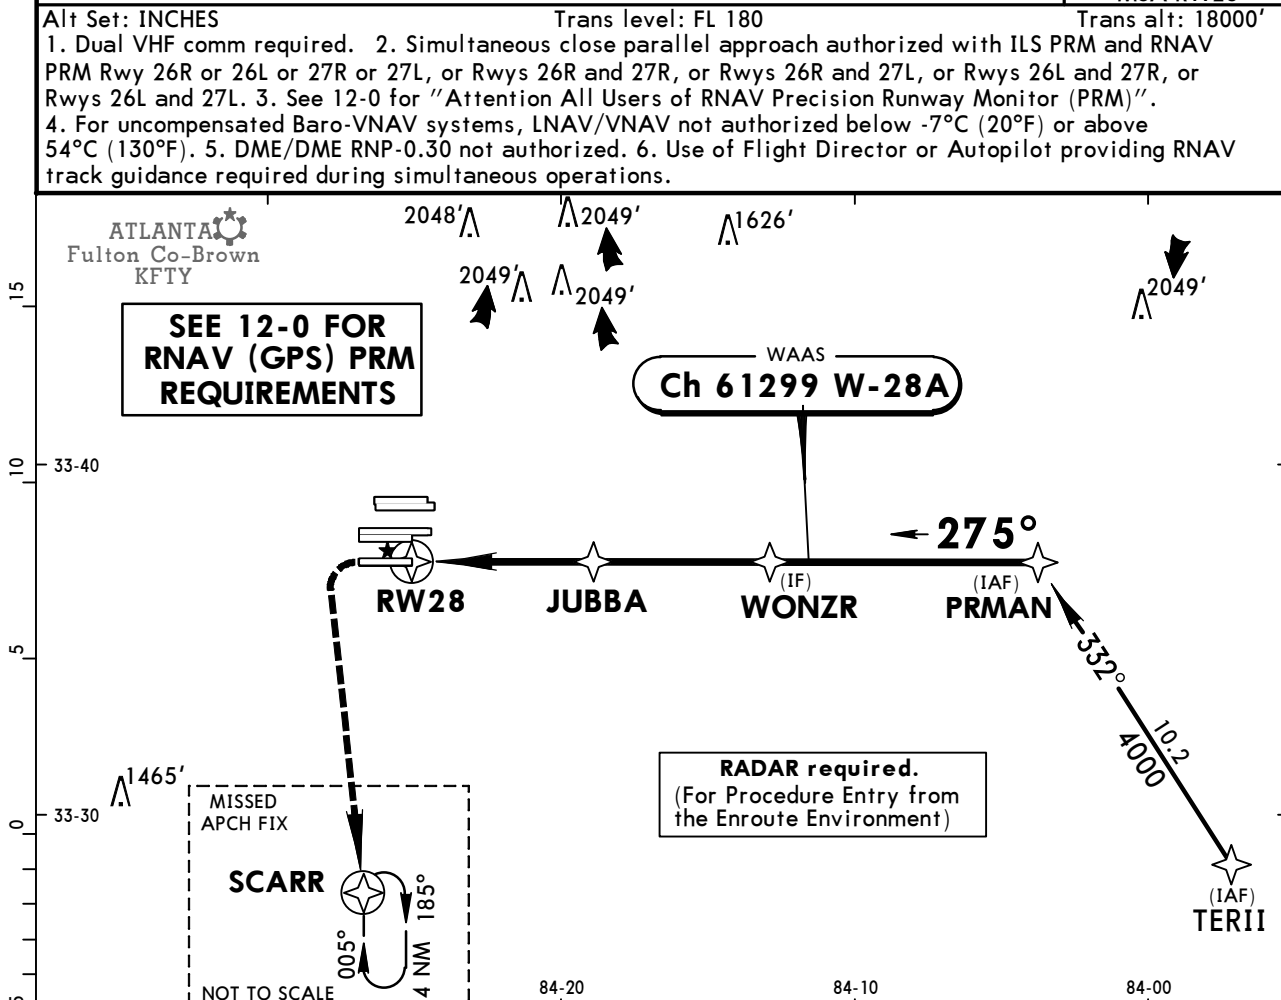 Alt Set: INCHES Trans level: FL 180 Trans alt: 18000'
1. Dual VHF comm required. 2. Simultaneous close parallel approach authorized with ILS PRM and RNAV
PRM Rwy 26R or 26L or 27R or 27L, or Rwys 26R and 27R, or Rwys 26R and 27L, or Rwys 26L and 27R, or
Rwys 26L and 27L. 3. See 12-0 for "Attention All Users of RNAV Precision Runway Monitor (PRM)".
4. For uncompensated Baro-VNAV systems, LNAV/VNAV not authorized below -7°C (20°F) or above
54°C (130°F). 5. DME/DME RNP-0.30 not authorized. 6. Use of Flight Director or Autopilot providing RNAV
track guidance required during simultaneous operations.
ATLANTA
Fulton Co-Brown
KFTY
2048'
2049'
1626'
2049'
2049'
2049'
15
SEE 12-0 FOR
RNAV (GPS) PRM
REQUIREMENTS
WAAS
Ch 61299 W-28A
10
33-40
275°
RW28
JUBBA
(IF)
WONZR
(IAF)
PRMAN
5
332°
10.2
4000
RADAR required.
(For Procedure Entry from
the Enroute Environment)
1465'
MISSED
APCH FIX
0
33-30
SCARR
185°
005°
4 NM
(IAF)
TERII
NOT TO SCALE
84-20
84-10
84-00